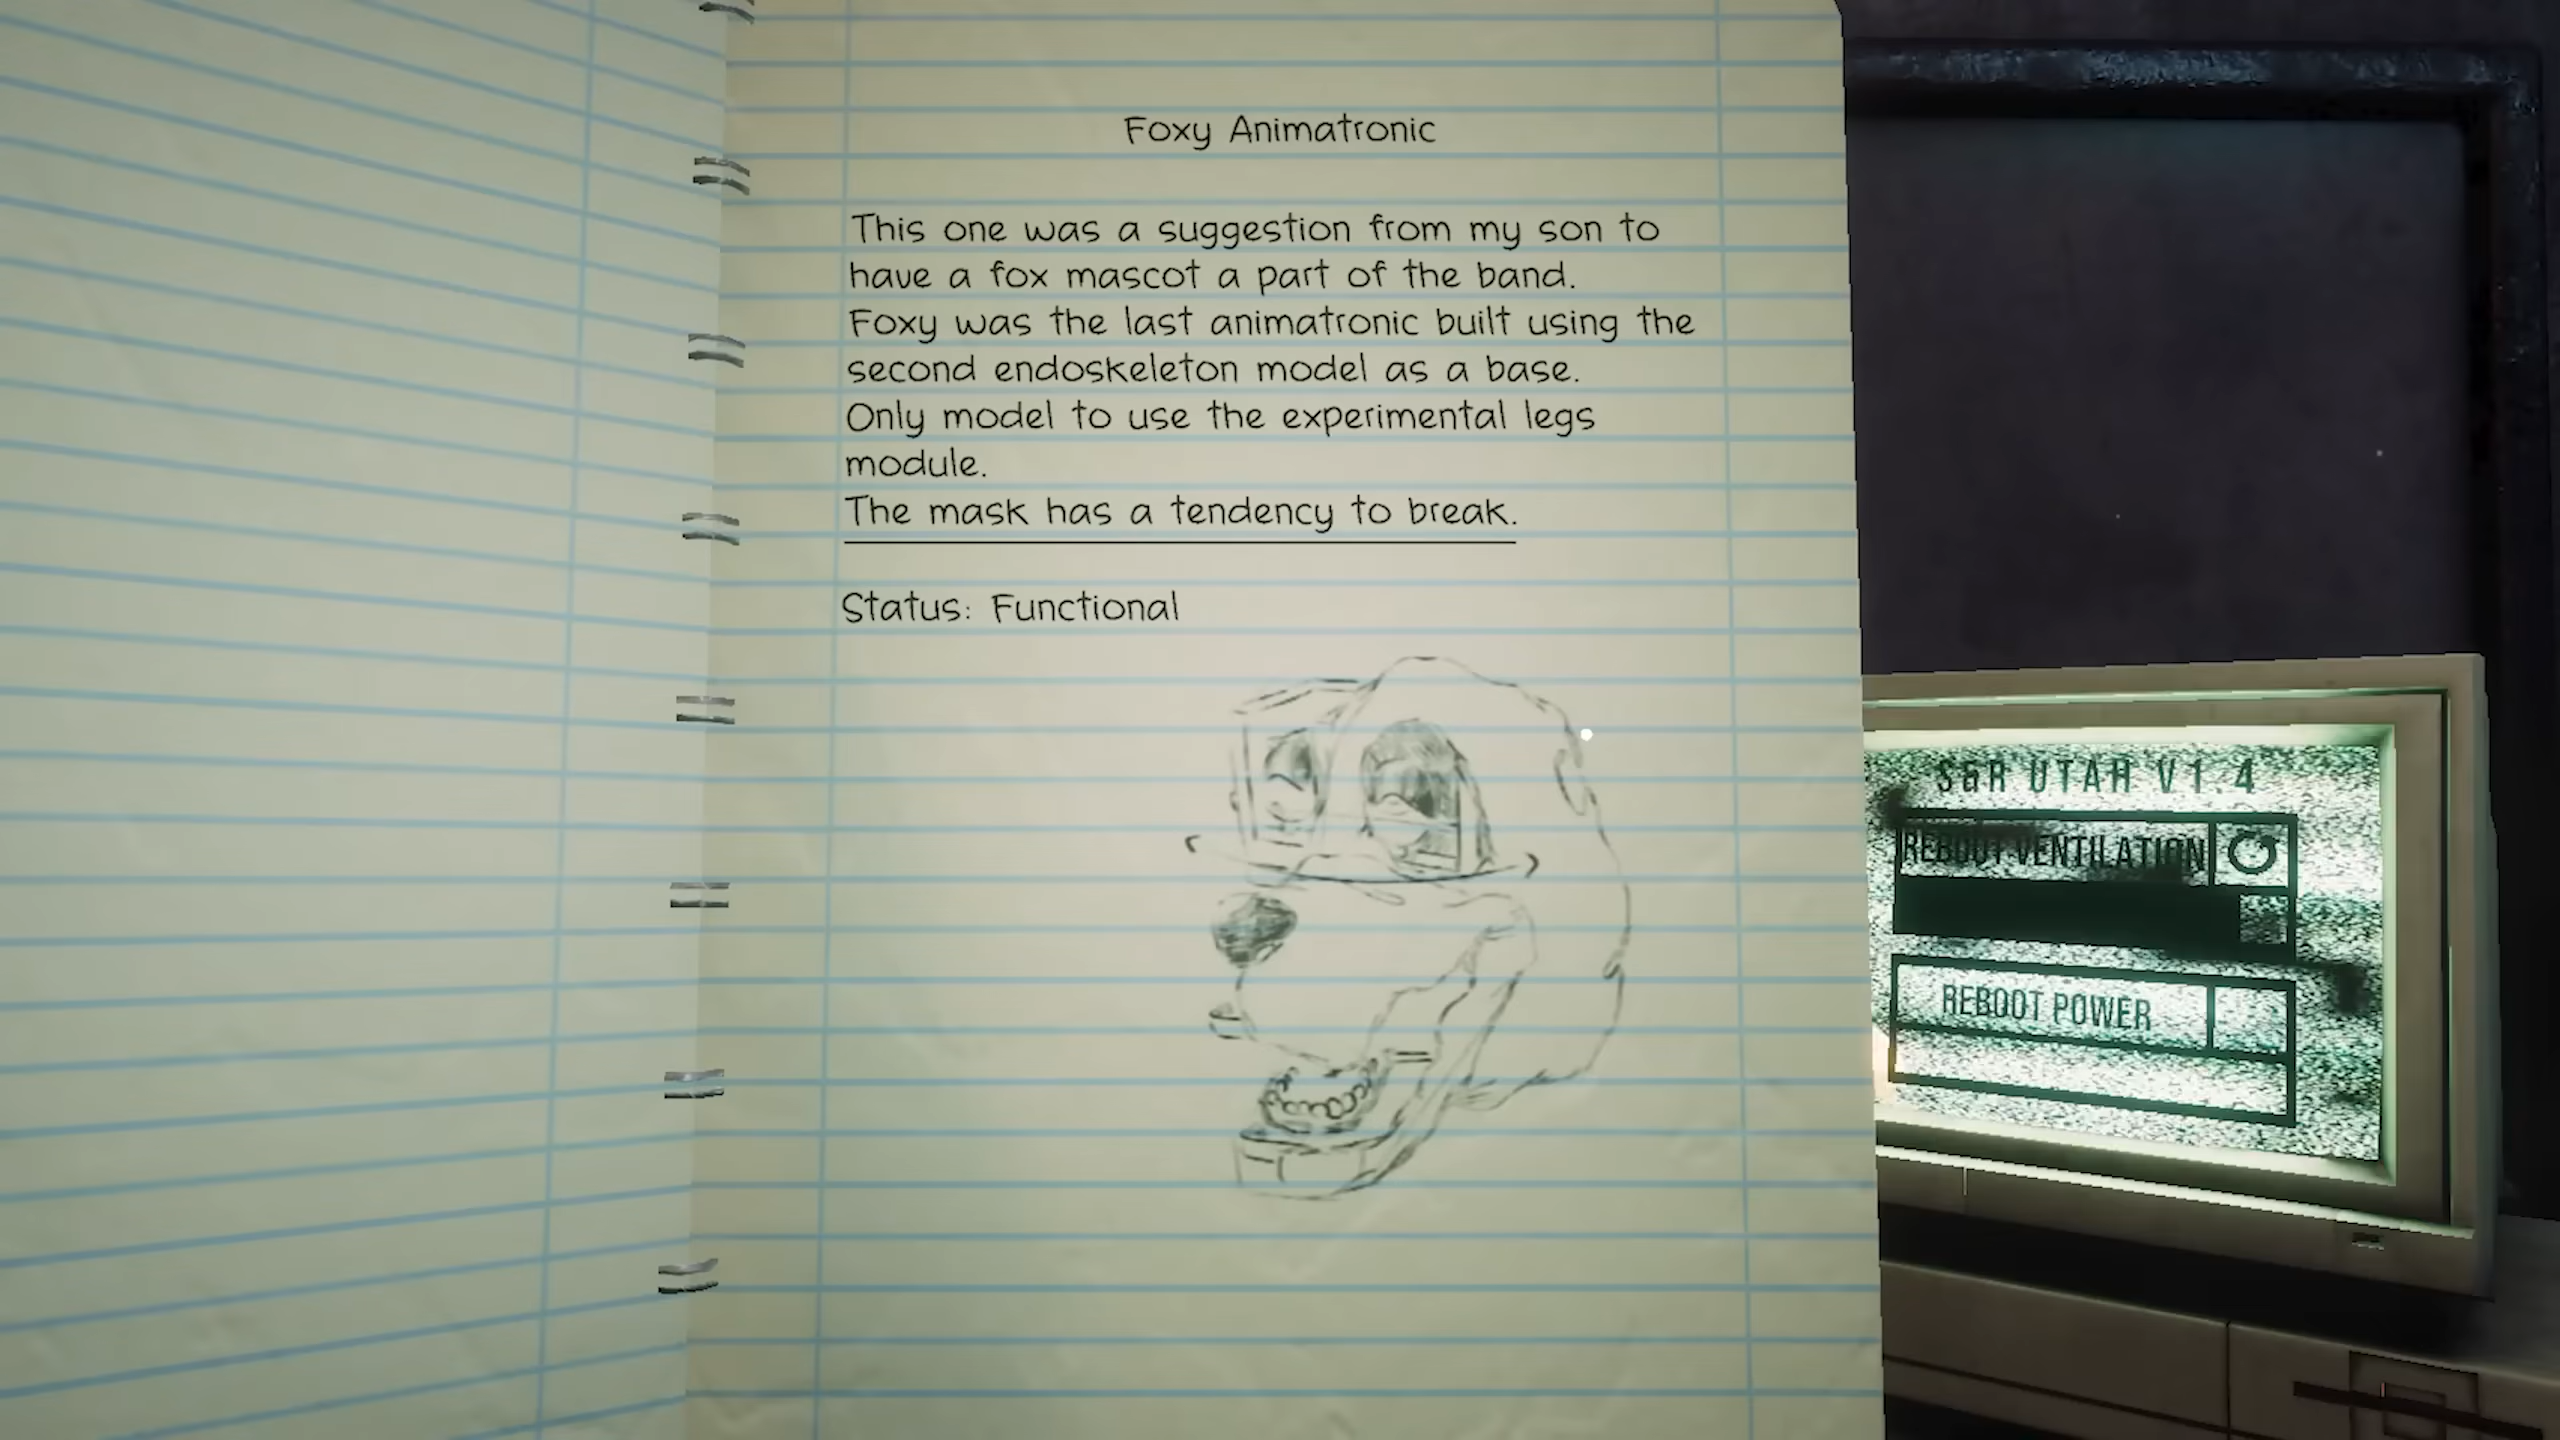 Foxy Animatronic
This one was a suggestion from my son to
have a fox mascot a part of the band.
Foxy was the last animatronic built using the
second endoskeleton model as a base.
Only model to use the experimental legs
module.
The mask has a tendency to break.
Status: Functional
S&R UTAH V1.4
REBOOT VENTILATION
REBOOT POWER